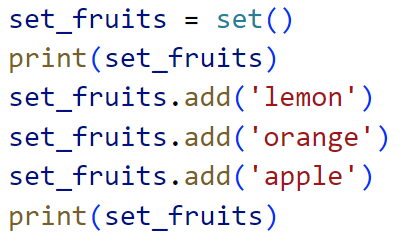 set_fruits = set()
print(set_fruits)
set_fruits.add('lemon')
set_fruits.add('orange')
set_fruits.add('apple')
print(set_fruits)